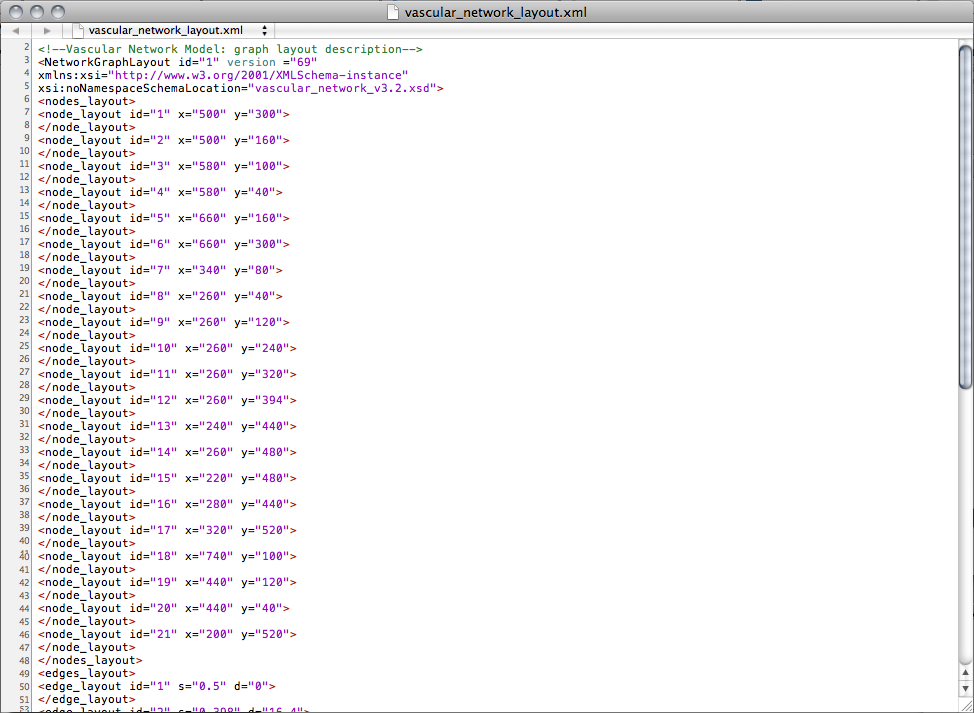 vascular_network_layout.xml
vascular_network_layout.xml
2 <!--Vascular Network Model: graph layout description-->
3 <NetworkGraphLayout id="1" version ="69"
4 xmlns:xsi="http://www.w3.org/2001/XMLSchema-instance"
5 xsi:noNamespaceSchemaLocation="vascular_network_v3.2.xsd">
6 <nodes_layout>
7 <node_layout id="1" x="500" y="300">
8 </node_layout>
9 <node_layout id="2" x="500" y="160">
10 </node_layout>
11 <node_layout id="3" x="580" y="100">
12 </node_layout>
13 <node_layout id="4" x="580" y="40">
14 </node_layout>
15 <node_layout id="5" x="660" y="160">
16 </node_layout>
17 <node_layout id="6" x="660" y="300">
18 </node_layout>
19 <node_layout id="7" x="340" y="80">
20 </node_layout>
21 <node_layout id="8" x="260" y="40">
22 </node_layout>
23 <node_layout id="9" x="260" y="120">
24 </node_layout>
25 <node_layout id="10" x="260" y="240">
26 </node_layout>
27 <node_layout id="11" x="260" y="320">
28 </node_layout>
29 <node_layout id="12" x="260" y="394">
30 </node_layout>
31 <node_layout id="13" x="240" y="440">
32 </node_layout>
33 <node_layout id="14" x="260" y="480">
34 </node_layout>
35 <node_layout id="15" x="220" y="480">
36 </node_layout>
37 <node_layout id="16" x="280" y="440">
38 </node_layout>
39 <node_layout id="17" x="320" y="520">
40 </node_layout>
40 <node_layout id="18" x="740" y="100">
41 </node_layout>
42 <node_layout id="19" x="440" y="120">
43 </node_layout>
44 <node_layout id="20" x="440" y="40">
45 </node_layout>
46 <node_layout id="21" x="200" y="520">
47 </node_layout>
48 </nodes_layout>
49 <edges_layout>
50 <edge_layout id="1" s="0.5" d="0">
51 </edge_layout>
53 <edge_layout id="2" s="0.398" d="16.4">